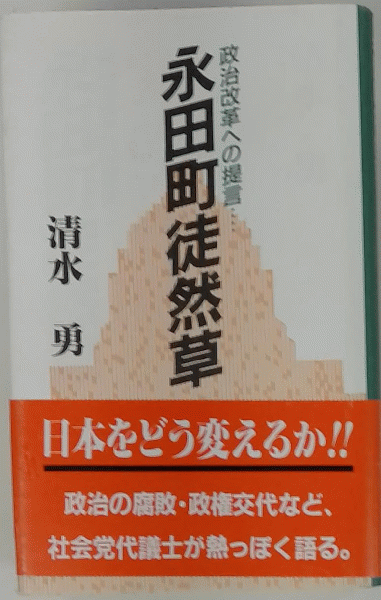 政治改革への提言…
永田町徒然草
清水 勇
日本をどう変えるか!!
政治の腐敗・政権交代など、
社会党代議士が熱っぽく語る。